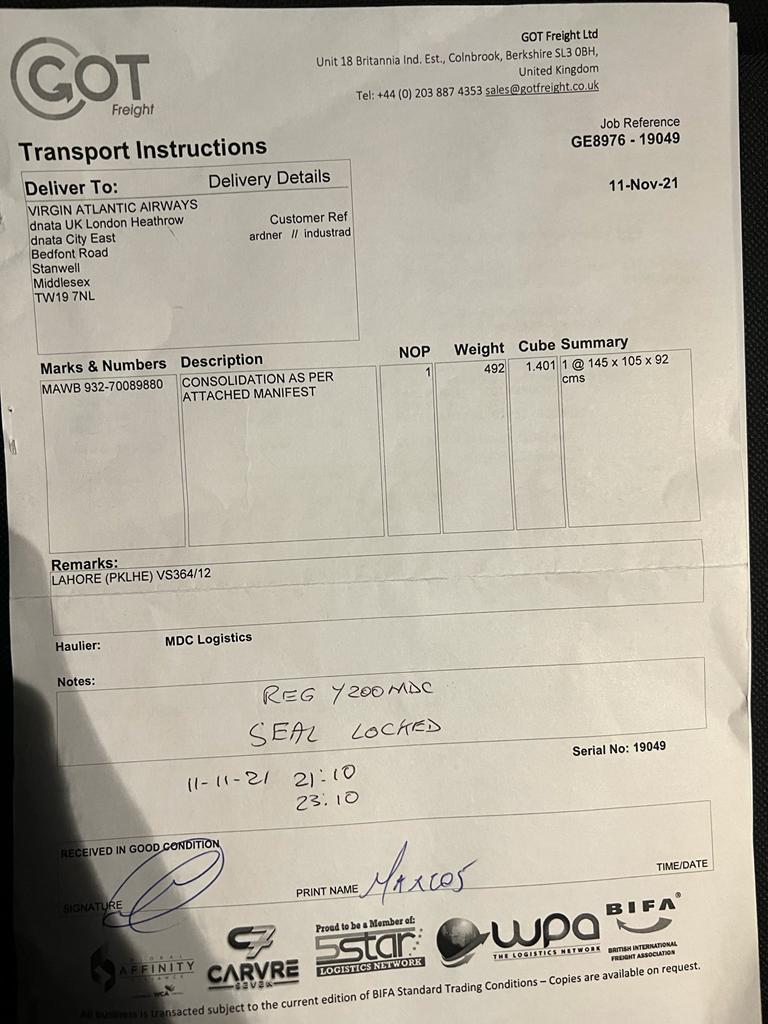 GOT
Freight
GOT Freight Ltd
Unit 18 Britannia Ind. Est., Colnbrook, Berkshire SL3 0BH,
United Kingdom
Tel: +44 (0) 203 887 4353 sales@gotfreight.co.uk
Job Reference
GE8976 - 19049
11-Nov-21
Transport Instructions
Deliver To: Delivery Details
VIRGIN ATLANTIC AIRWAYS
dnata UK London Heathrow
dnata City East
Bedfont Road
Stanwell
Middlesex
TW19 7NL
Customer Ref
ardner // industrad
Marks & Numbers Description NOP Weight Cube Summary
MAWB 932-70089880 CONSOLIDATION AS PER 1 492 1.401 1 @ 145 x 105 x 92
ATTACHED MANIFEST cms
Remarks:
LAHORE (PKLHE) VS364/12
Haulier: MDC Logistics
Notes:
REG Y200MDC
SEAL LOCKED
Serial No: 19049
11-11-21 21:10
23:10
RECEIVED IN GOOD CONDITION
SIGNATURE PRINT NAME MARCOS TIME/DATE
GLOBAL
AFFINITY
ALLIANCE
WCA
C7
CARVRE
SEVEN
Proud to be a Member of:
5star
LOGISTICS NETWORK
wpa
THE LOGISTICS NETWORK
BIFA®
BRITISH INTERNATIONAL
FREIGHT ASSOCIATION
All business is transacted subject to the current edition of BIFA Standard Trading Conditions – Copies are available on request.